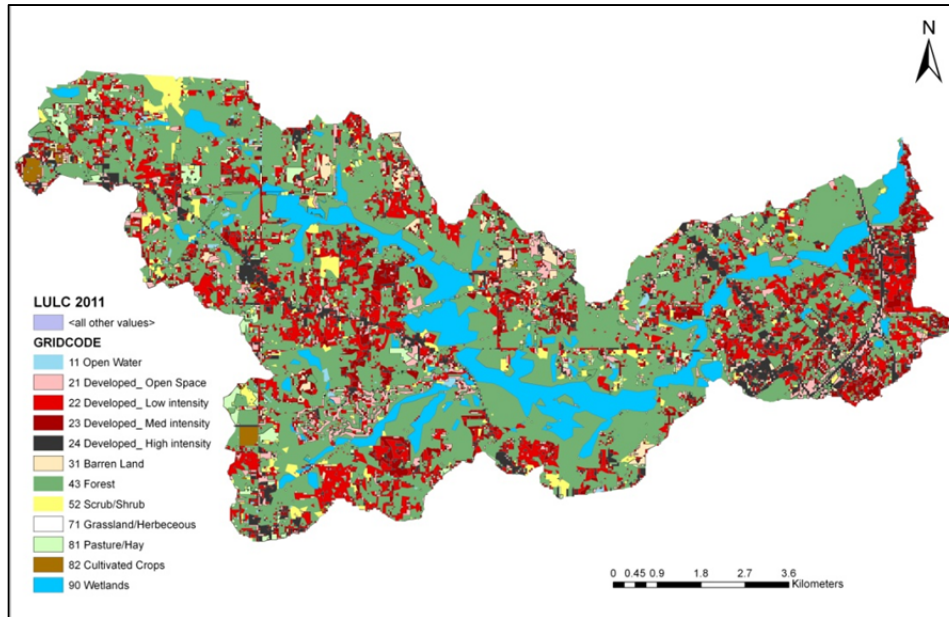 N
LULC 2011
<all other values>
GRIDCODE
11 Open Water
21 Developed_ Open Space
22 Developed_ Low intensity
23 Developed_ Med intensity
24 Developed_ High intensity
31 Barren Land
43 Forest
52 Scrub/Shrub
71 Grassland/Herbeceous
81 Pasture/Hay
82 Cultivated Crops
90 Wetlands
0 0.45 0.9 1.8 2.7 3.6
Kilometers